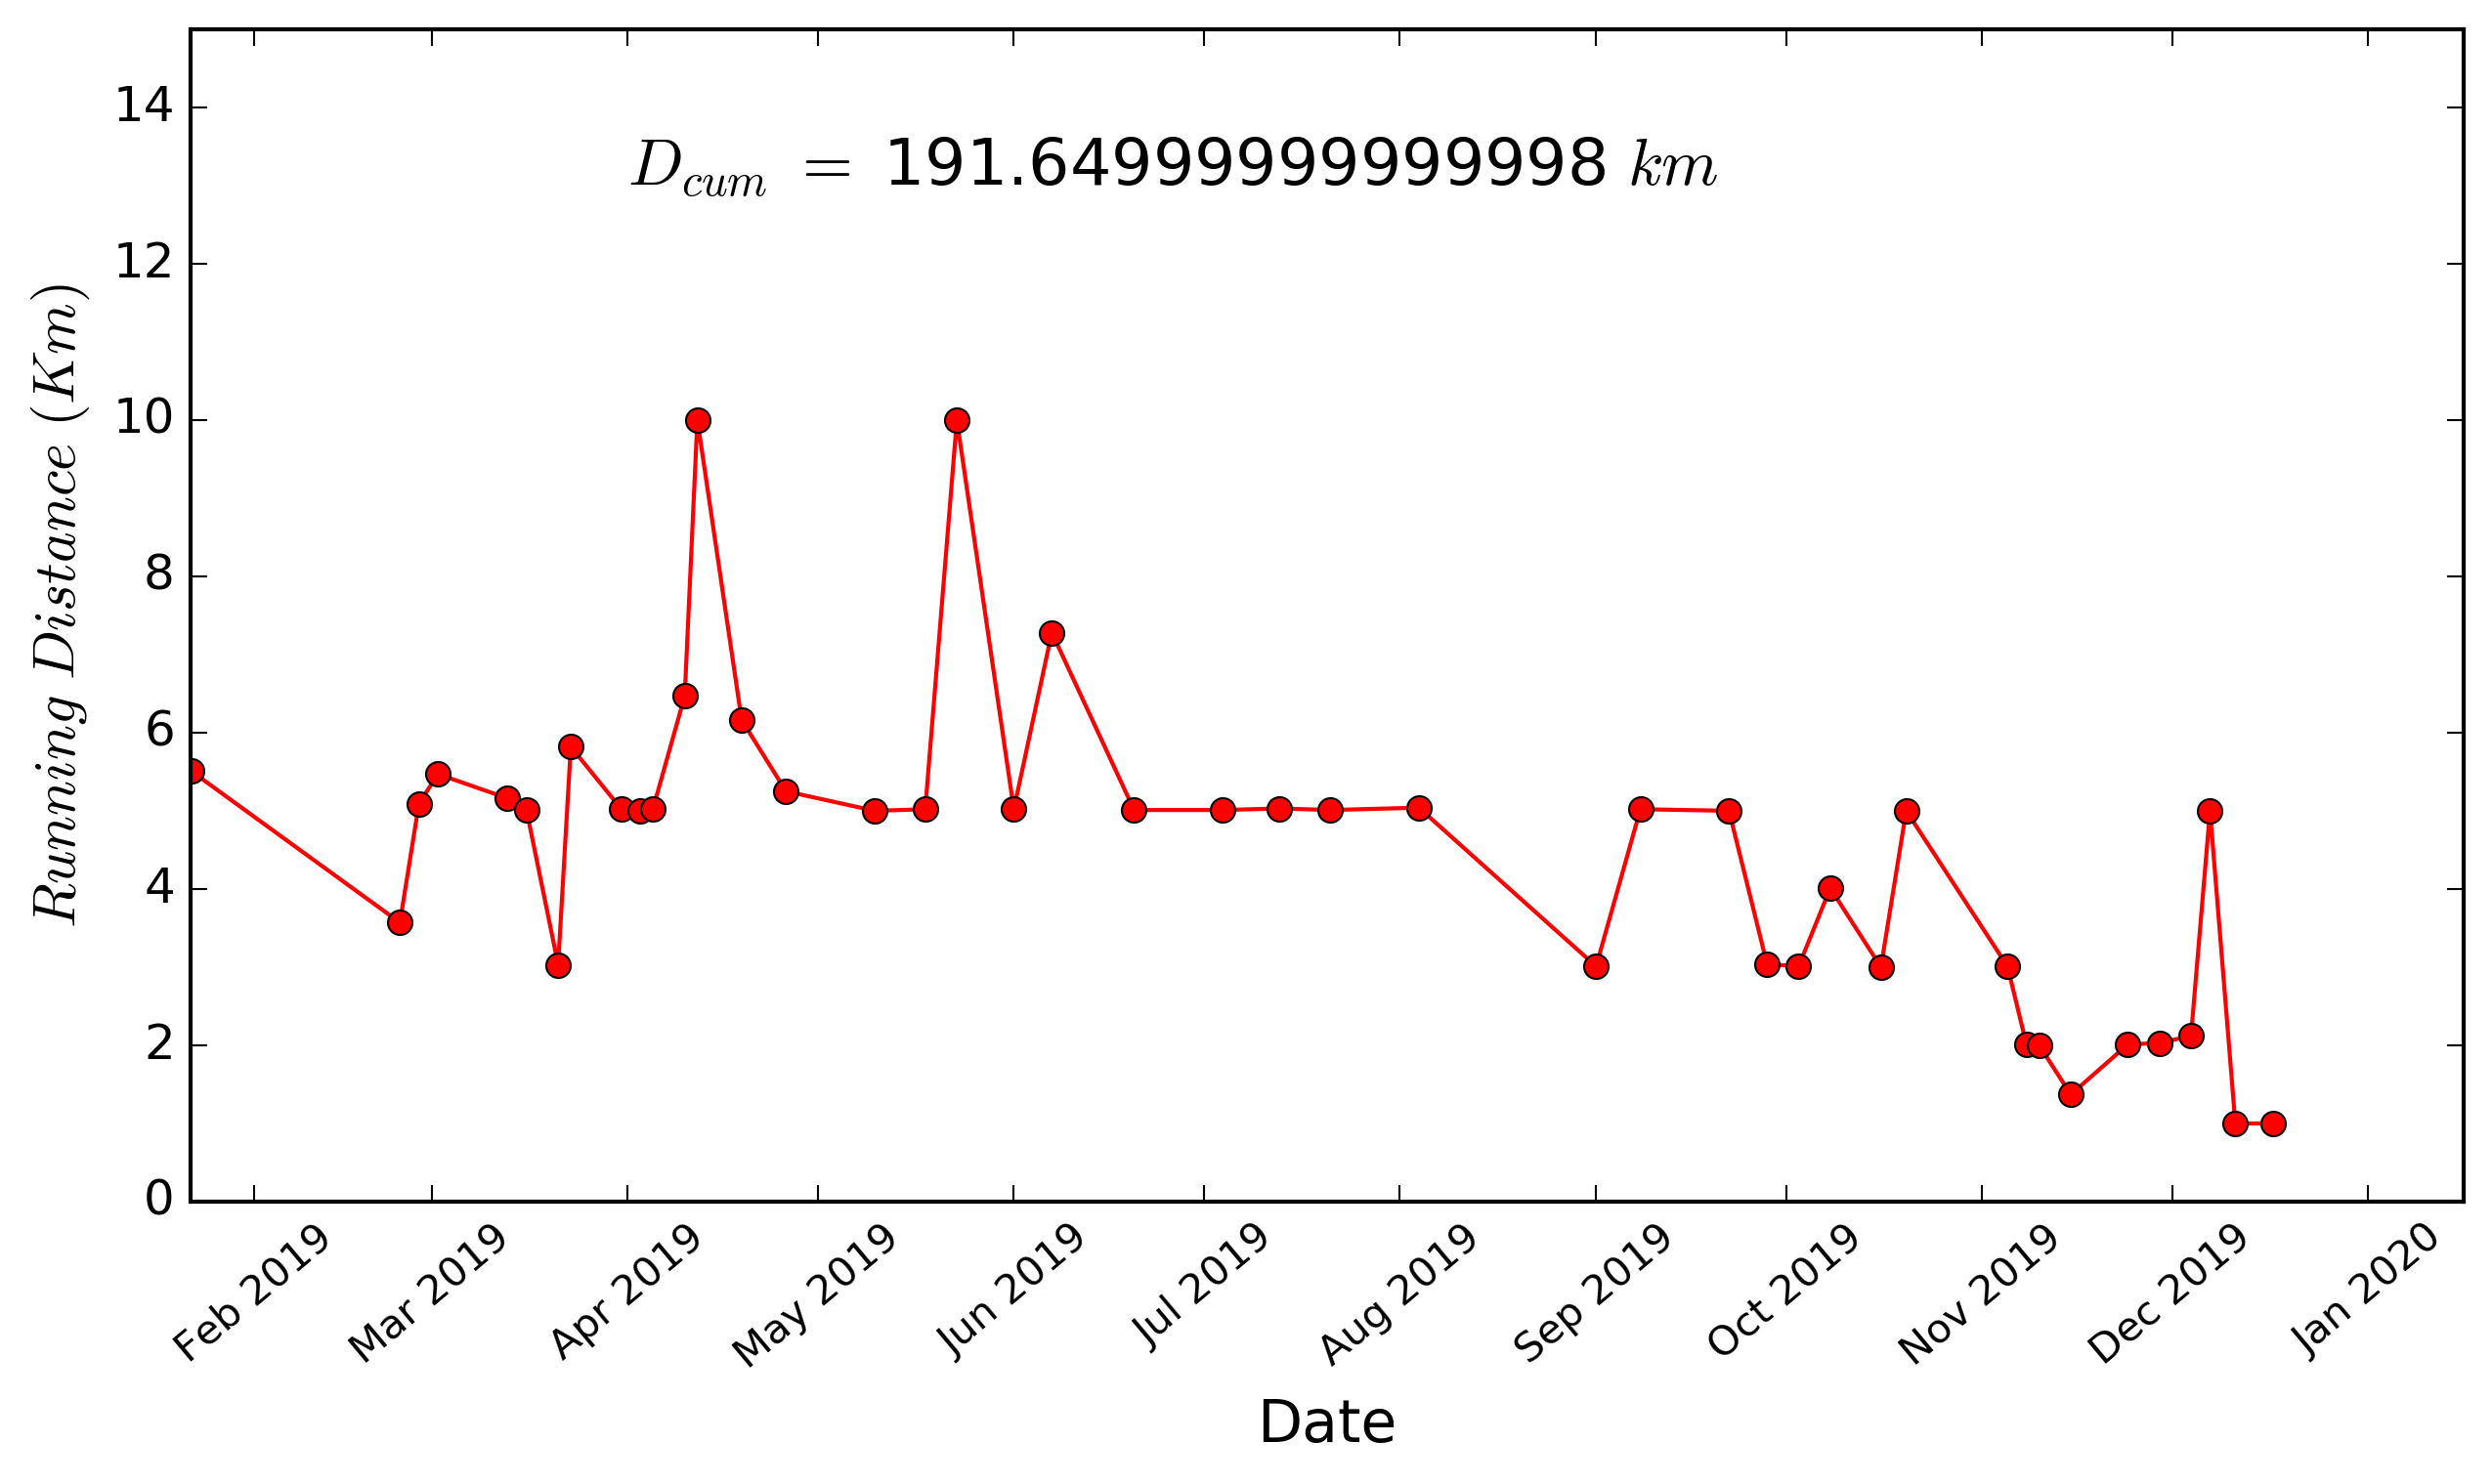 D_cum = 191.64999999999998 km
Running Distance (Km)
14
12
10
8
6
4
2
0
Feb 2019
Mar 2019
Apr 2019
May 2019
Jun 2019
Jul 2019
Aug 2019
Sep 2019
Oct 2019
Nov 2019
Dec 2019
Jan 2020
Date